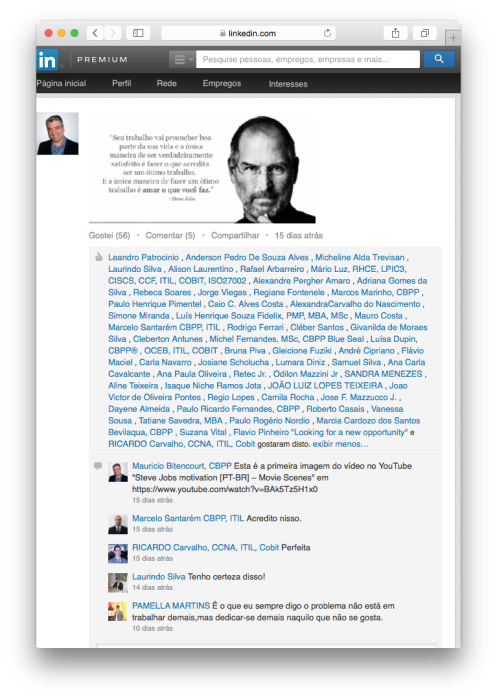 linkedin.com
in PREMIUM
Pesquise pessoas, empregos, empresas e mais...
Página inicial Perfil Rede Empregos Interesses
"Seu trabalho vai preencher boa
parte da sua vida e a única
maneira de ser verdadeiramente
satisfeito é fazer o que acredita
ser um ótimo trabalho.
E a única maneira de fazer um ótimo
trabalho é amar o que você faz."
- Steve Jobs
Gostei (56) • Comentar (5) • Compartilhar • 15 dias atrás
Leandro Patrocinio , Anderson Pedro De Souza Alves , Micheline Alda Trevisan ,
Laurindo Silva , Alison Laurentino , Rafael Arbarreiro , Mário Luz, RHCE, LPIC3,
CISCS, CCF, ITIL, COBIT, ISO27002 , Alexandre Pergher Amaro , Adriana Gomes da
Silva , Rebeca Soares , Jorge Viegas , Regiane Fontenele , Marcos Marinho, CBPP ,
Paulo Henrique Pimentel , Caio C. Alves Costa , AlexandraCarvalho do Nascimento ,
Simone Miranda , Luís Henrique Souza Fidelix, PMP, MBA, MSc , Mauro Costa ,
Marcelo Santarém CBPP, ITIL , Rodrigo Ferrari , Cléber Santos , Givanilda de Moraes
Silva , Cleberton Antunes , Michel Fernandes, MSc, CBPP Blue Seal , Luísa Dupin,
CBPP® , OCEB, ITIL, COBIT , Bruna Piva , Gleicione Fuziki , André Cipriano , Flávio
Maciel , Carla Navarro , Josiane Scholucha , Lumara Diniz , Samuel Silva , Ana Carla
Cavalcante , Ana Paula Oliveira , Retec Jr. , Odilon Mazzini Jr , SANDRA MENEZES ,
Aline Teixeira , Isaque Niche Ramos Jota , JOÃO LUIZ LOPES TEIXEIRA , Joao
Victor de Oliveira Pontes , Regio Lopes , Camila Rocha , Jose F. Mazzucco J. ,
Dayene Almeida , Paulo Ricardo Fernandes, CBPP , Roberto Casais , Vanessa
Sousa , Tatiane Savedra, MBA , Paulo Rogério Nordio , Marcia Cardozo dos Santos
Bevilaqua, CBPP , Suzana Vital , Flavio Pinheiro "Looking for a new opportunity" e
RICARDO Carvalho, CCNA, ITIL, Cobit gostaram disto. exibir menos...
Mauricio Bitencourt, CBPP Esta é a primeira imagem do vídeo no YouTube
"Steve Jobs motivation [PT-BR] – Movie Scenes" em
https://www.youtube.com/watch?v=BAk5Tz5H1x0
15 dias atrás
Marcelo Santarém CBPP, ITIL Acredito nisso.
15 dias atrás
RICARDO Carvalho, CCNA, ITIL, Cobit Perfeita
15 dias atrás
Laurindo Silva Tenho certeza disso!
14 dias atrás
PAMELLA MARTINS É o que eu sempre digo o problema não está em
trabalhar demais,mas dedicar-se demais naquilo que não se gosta.
10 dias atrás